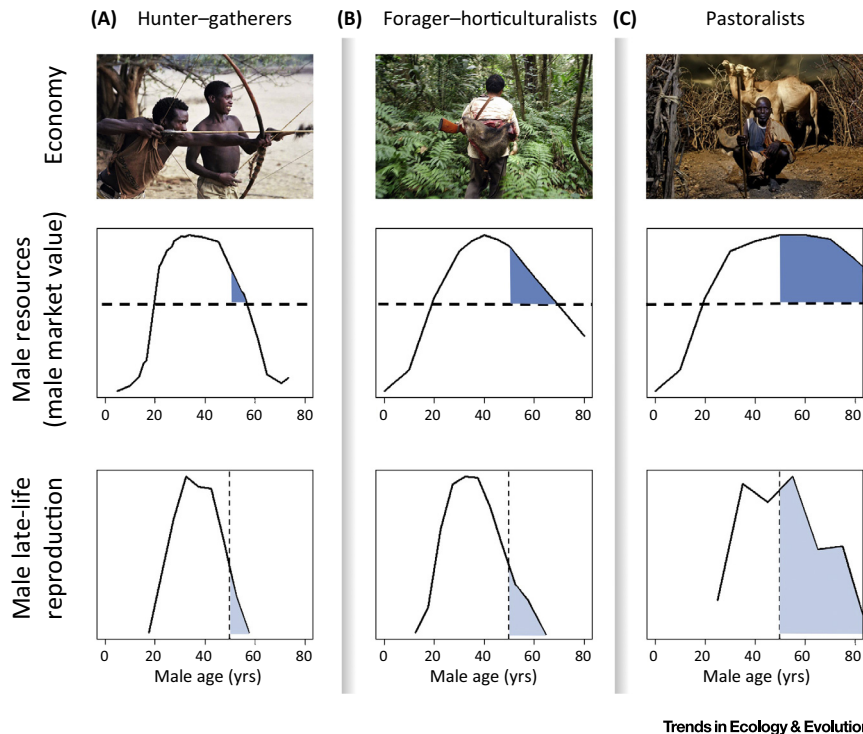 (A) Hunter–gatherers
(B) Forager–horticulturalists
(C) Pastoralists
Economy
Male resources
(male market value)
0 20 40 60 80
0 20 40 60 80
0 20 40 60 80
Male late-life
reproduction
0 20 40 60 80
0 20 40 60 80
0 20 40 60 80
Male age (yrs)
Male age (yrs)
Male age (yrs)
Trends in Ecology & Evolution